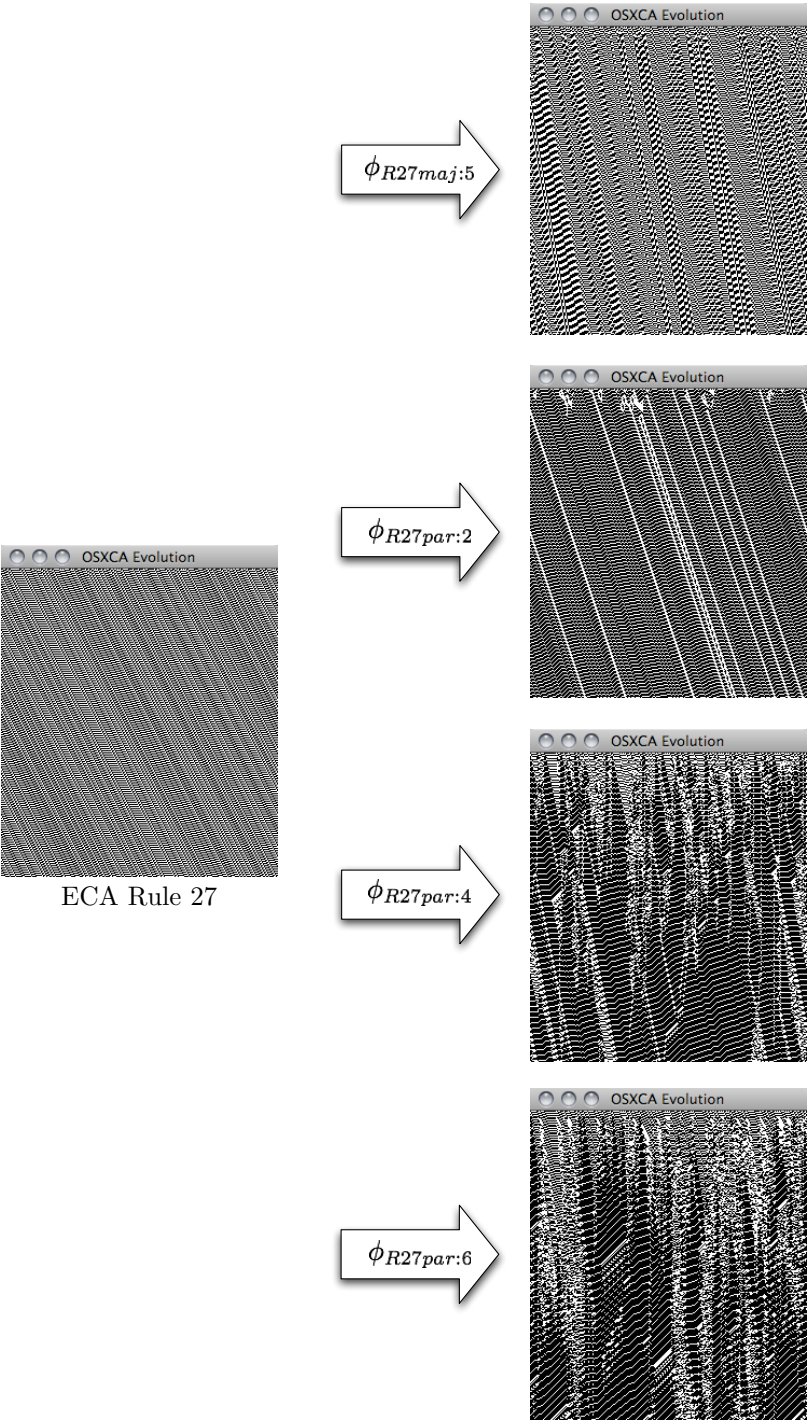 OSXCA Evolution
ϕR27maj:5
OSXCA Evolution
ϕR27par:2
OSXCA Evolution
ECA Rule 27
OSXCA Evolution
ϕR27par:4
OSXCA Evolution
ϕR27par:6